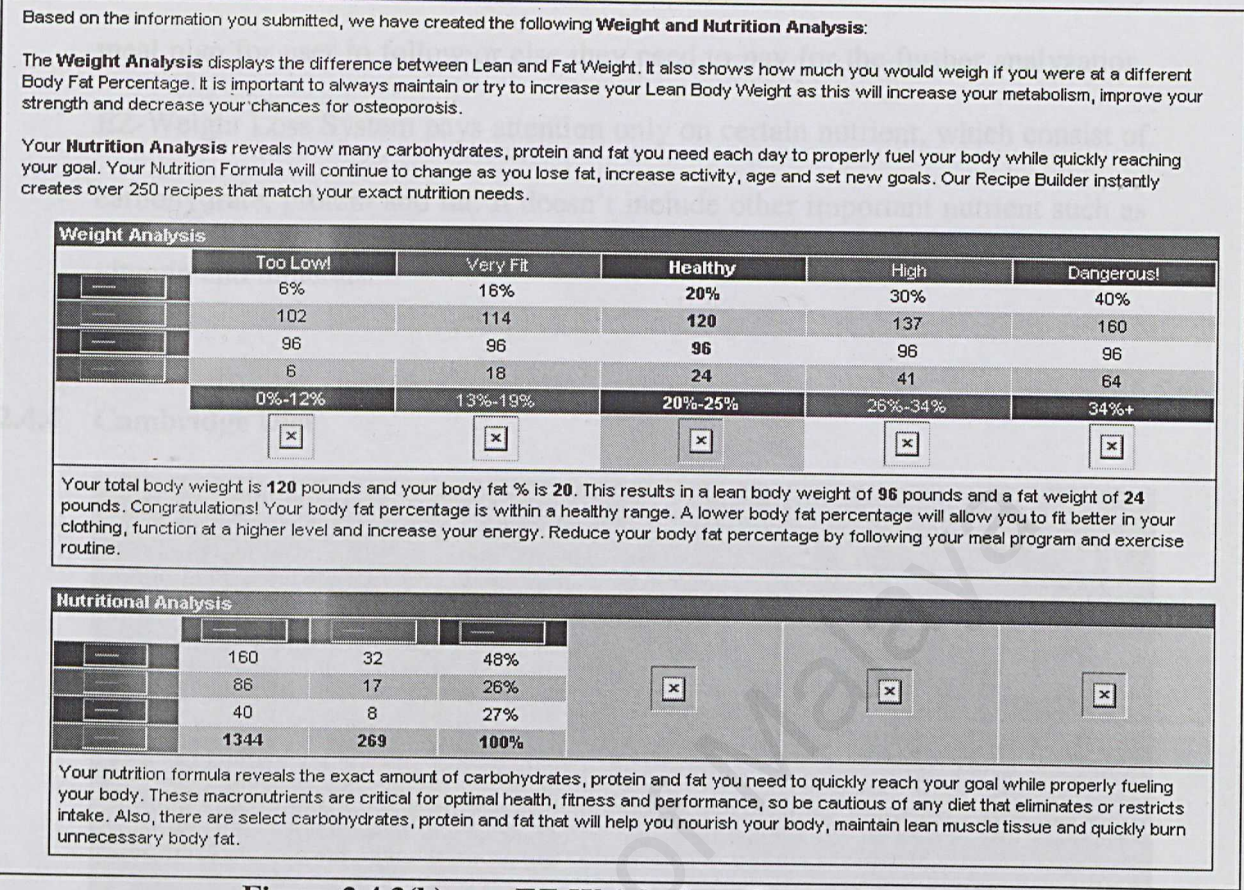 Based on the information you submitted, we have created the following Weight and Nutrition Analysis:
The Weight Analysis displays the difference between Lean and Fat Weight. It also shows how much you would weigh if you were at a different
Body Fat Percentage. It is important to always maintain or try to increase your Lean Body Weight as this will increase your metabolism, improve your
strength and decrease your chances for osteoporosis.
Your Nutrition Analysis reveals how many carbohydrates, protein and fat you need each day to properly fuel your body while quickly reaching
your goal. Your Nutrition Formula will continue to change as you lose fat, increase activity, age and set new goals. Our Recipe Builder instantly
creates over 250 recipes that match your exact nutrition needs.
Weight Analysis
Too Low! Very Fit Healthy High Dangerous!
6% 16% 20% 30% 40%
102 114 120 137 160
96 96 96 96 96
6 18 24 41 64
0%-12% 13%-19% 20%-25% 26%-34% 34%+
Your total body wieght is 120 pounds and your body fat % is 20. This results in a lean body weight of 96 pounds and a fat weight of 24
pounds. Congratulations! Your body fat percentage is within a healthy range. A lower body fat percentage will allow you to fit better in your
clothing, function at a higher level and increase your energy. Reduce your body fat percentage by following your meal program and exercise
routine.
Nutritional Analysis
160 32 48%
86 17 26%
40 8 27%
1344 269 100%
Your nutrition formula reveals the exact amount of carbohydrates, protein and fat you need to quickly reach your goal while properly fueling
your body. These macronutrients are critical for optimal health, fitness and performance, so be cautious of any diet that eliminates or restricts
intake. Also, there are select carbohydrates, protein and fat that will help you nourish your body, maintain lean muscle tissue and quickly burn
unnecessary body fat.